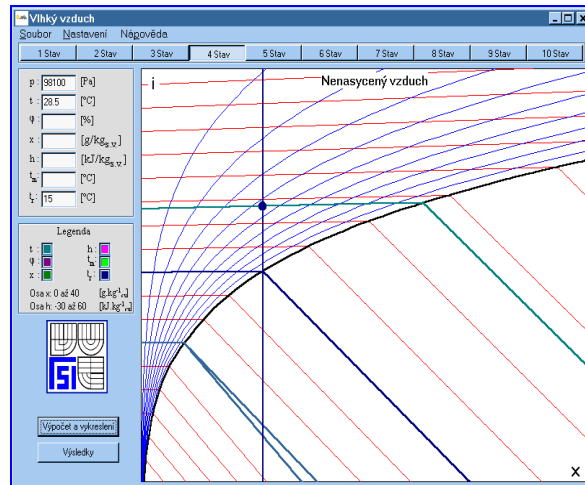 Vlhký vzduch
Soubor Nastavení Nápověda
1 Stav 2 Stav 3 Stav 4 Stav 5 Stav 6 Stav 7 Stav 8 Stav 9 Stav 10 Stav
p : 98100 [Pa]
t : 28.5 [°C]
φ : [%]
x : [g/kg s.v.]
h : [kJ/kg s.v.]
t m : [°C]
t r : 15 [°C]
Legenda
t : h :
φ : t m :
x : t r :
Osa x: 0 až 40
Osa h: -30 až 60
Výpočet a vykreslení
Výsledky
i
Nenasycený vzduch
x